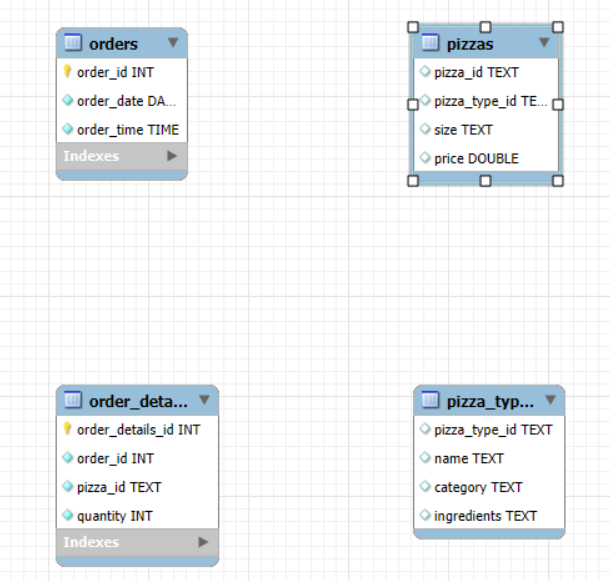 orders
order_id INT
order_date DA...
order_time TIME
Indexes
pizzas
pizza_id TEXT
pizza_type_id TE...
size TEXT
price DOUBLE
order_deta...
order_details_id INT
order_id INT
pizza_id TEXT
quantity INT
Indexes
pizza_typ...
pizza_type_id TEXT
name TEXT
category TEXT
ingredients TEXT